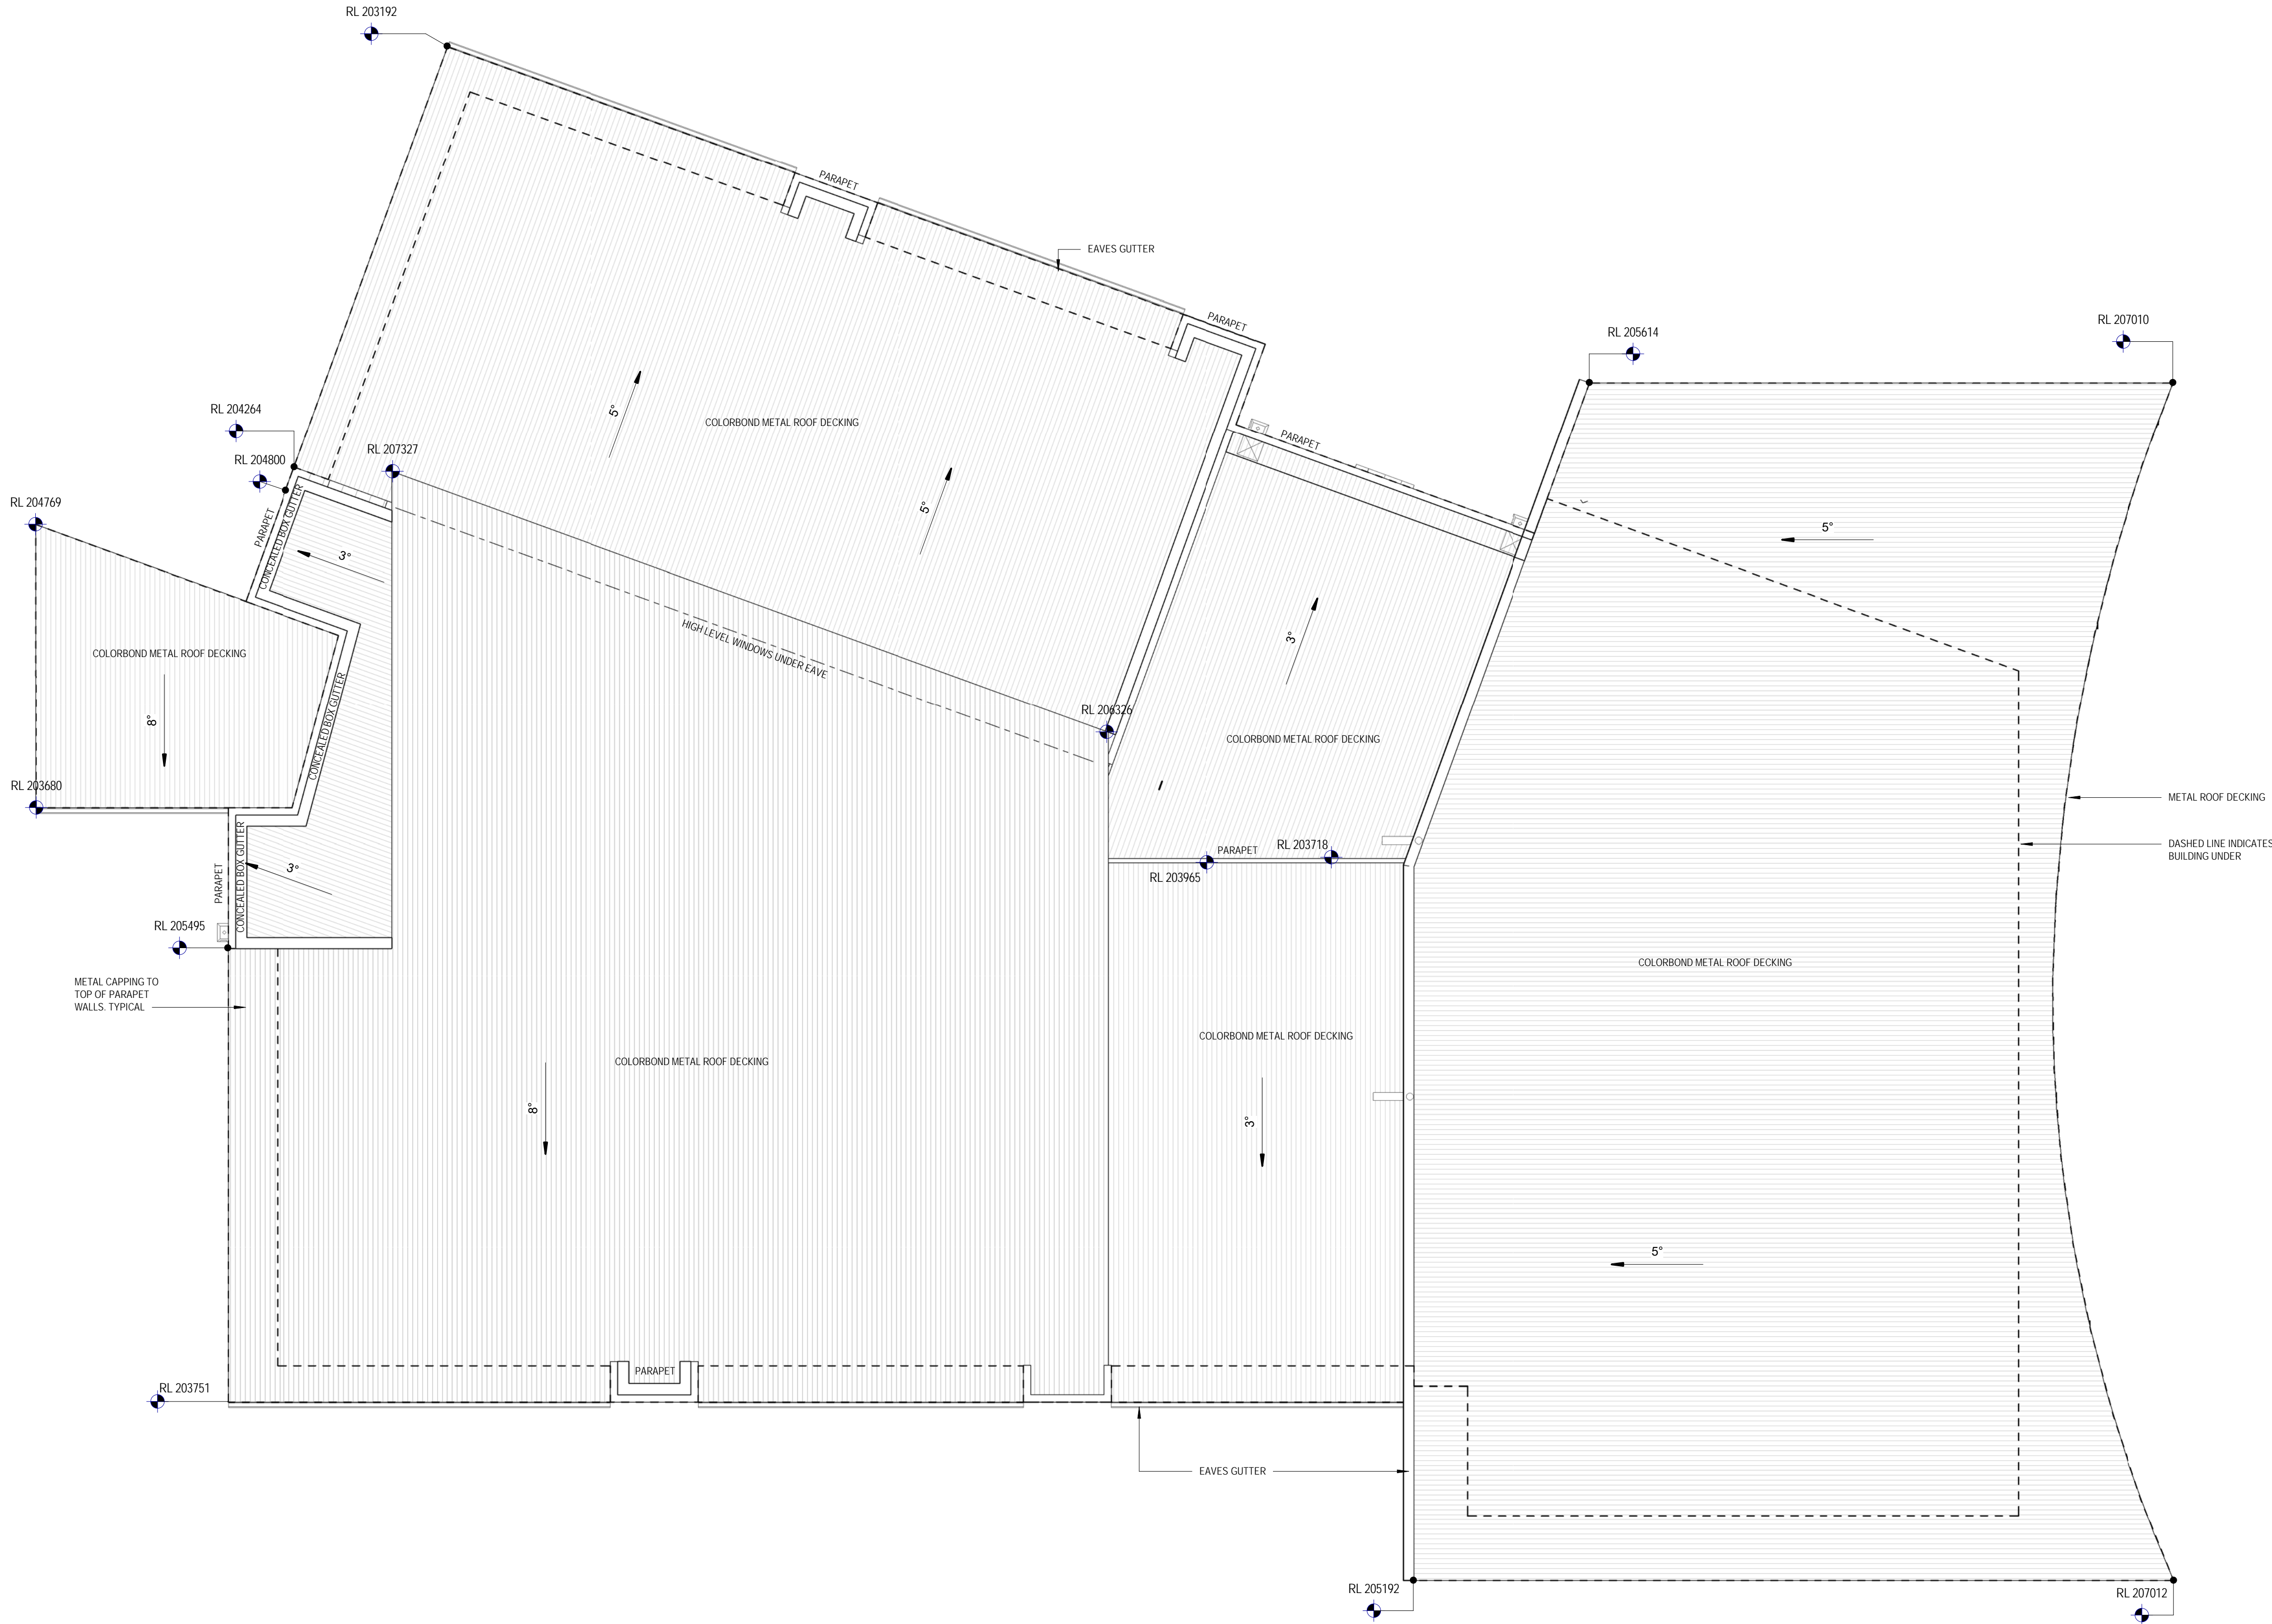 RL 203192
PARAPET
EAVES GUTTER
PARAPET
RL 205614
RL 207010
RL 204264
5°
COLORBOND METAL ROOF DECKING
PARAPET
RL 204800
RL 207327
RL 204769
5°
PARAPET
CONCEALED BOX GUTTER
3°
5°
HIGH LEVEL WINDOWS UNDER EAVE
3°
COLORBOND METAL ROOF DECKING
8°
CONCEALED BOX GUTTER
RL 206326
COLORBOND METAL ROOF DECKING
RL 203680
METAL ROOF DECKING
DASHED LINE INDICATES
BUILDING UNDER
PARAPET
RL 203718
RL 203965
PARAPET
CONCEALED BOX GUTTER
3°
RL 205495
METAL CAPPING TO
TOP OF PARAPET
WALLS. TYPICAL
COLORBOND METAL ROOF DECKING
COLORBOND METAL ROOF DECKING
COLORBOND METAL ROOF DECKING
8°
3°
5°
PARAPET
RL 203751
EAVES GUTTER
RL 205192
RL 207012